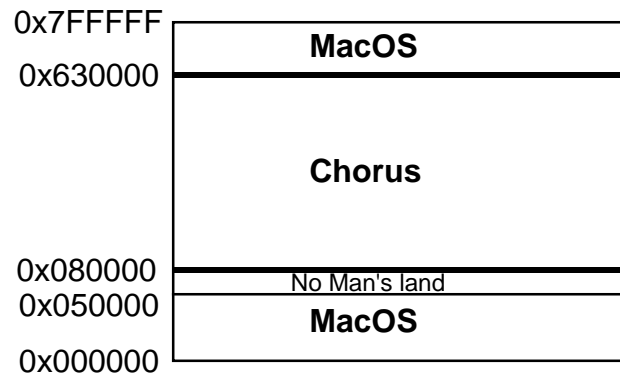 0x7FFFFF
MacOS
0x630000
Chorus
0x080000
No Man's land
0x050000
MacOS
0x000000